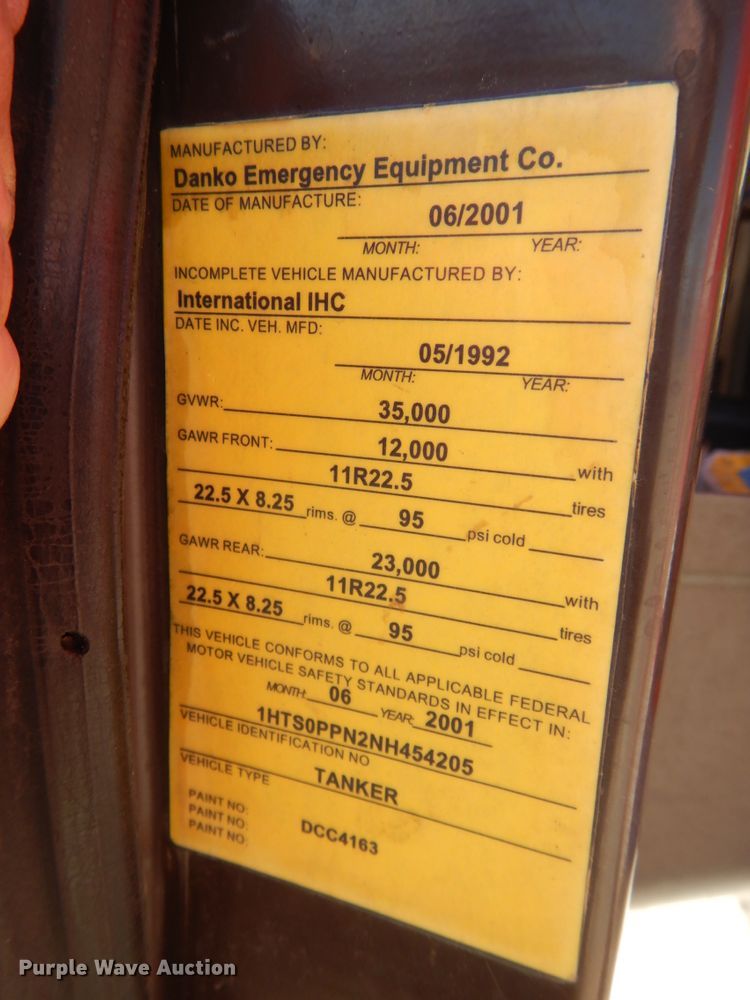 MANUFACTURED BY:
Danko Emergency Equipment Co.
DATE OF MANUFACTURE:
06/2001
MONTH: YEAR:
INCOMPLETE VEHICLE MANUFACTURED BY:
International IHC
DATE INC. VEH. MFD:
05/1992
MONTH: YEAR:
GVWR: 35,000
GAWR FRONT: 12,000 with
11R22.5 tires
22.5 X 8.25 rims. @ 95 psi cold
GAWR REAR: 23,000 with
11R22.5 tires
22.5 X 8.25 rims. @ 95 psi cold
THIS VEHICLE CONFORMS TO ALL APPLICABLE FEDERAL
MOTOR VEHICLE SAFETY STANDARDS IN EFFECT IN:
MONTH: 06 YEAR: 2001
1HTS0PPN2NH454205
VEHICLE IDENTIFICATION NO
VEHICLE TYPE TANKER
PAINT NO:
PAINT NO: DCC4163
PAINT NO:
Purple Wave Auction